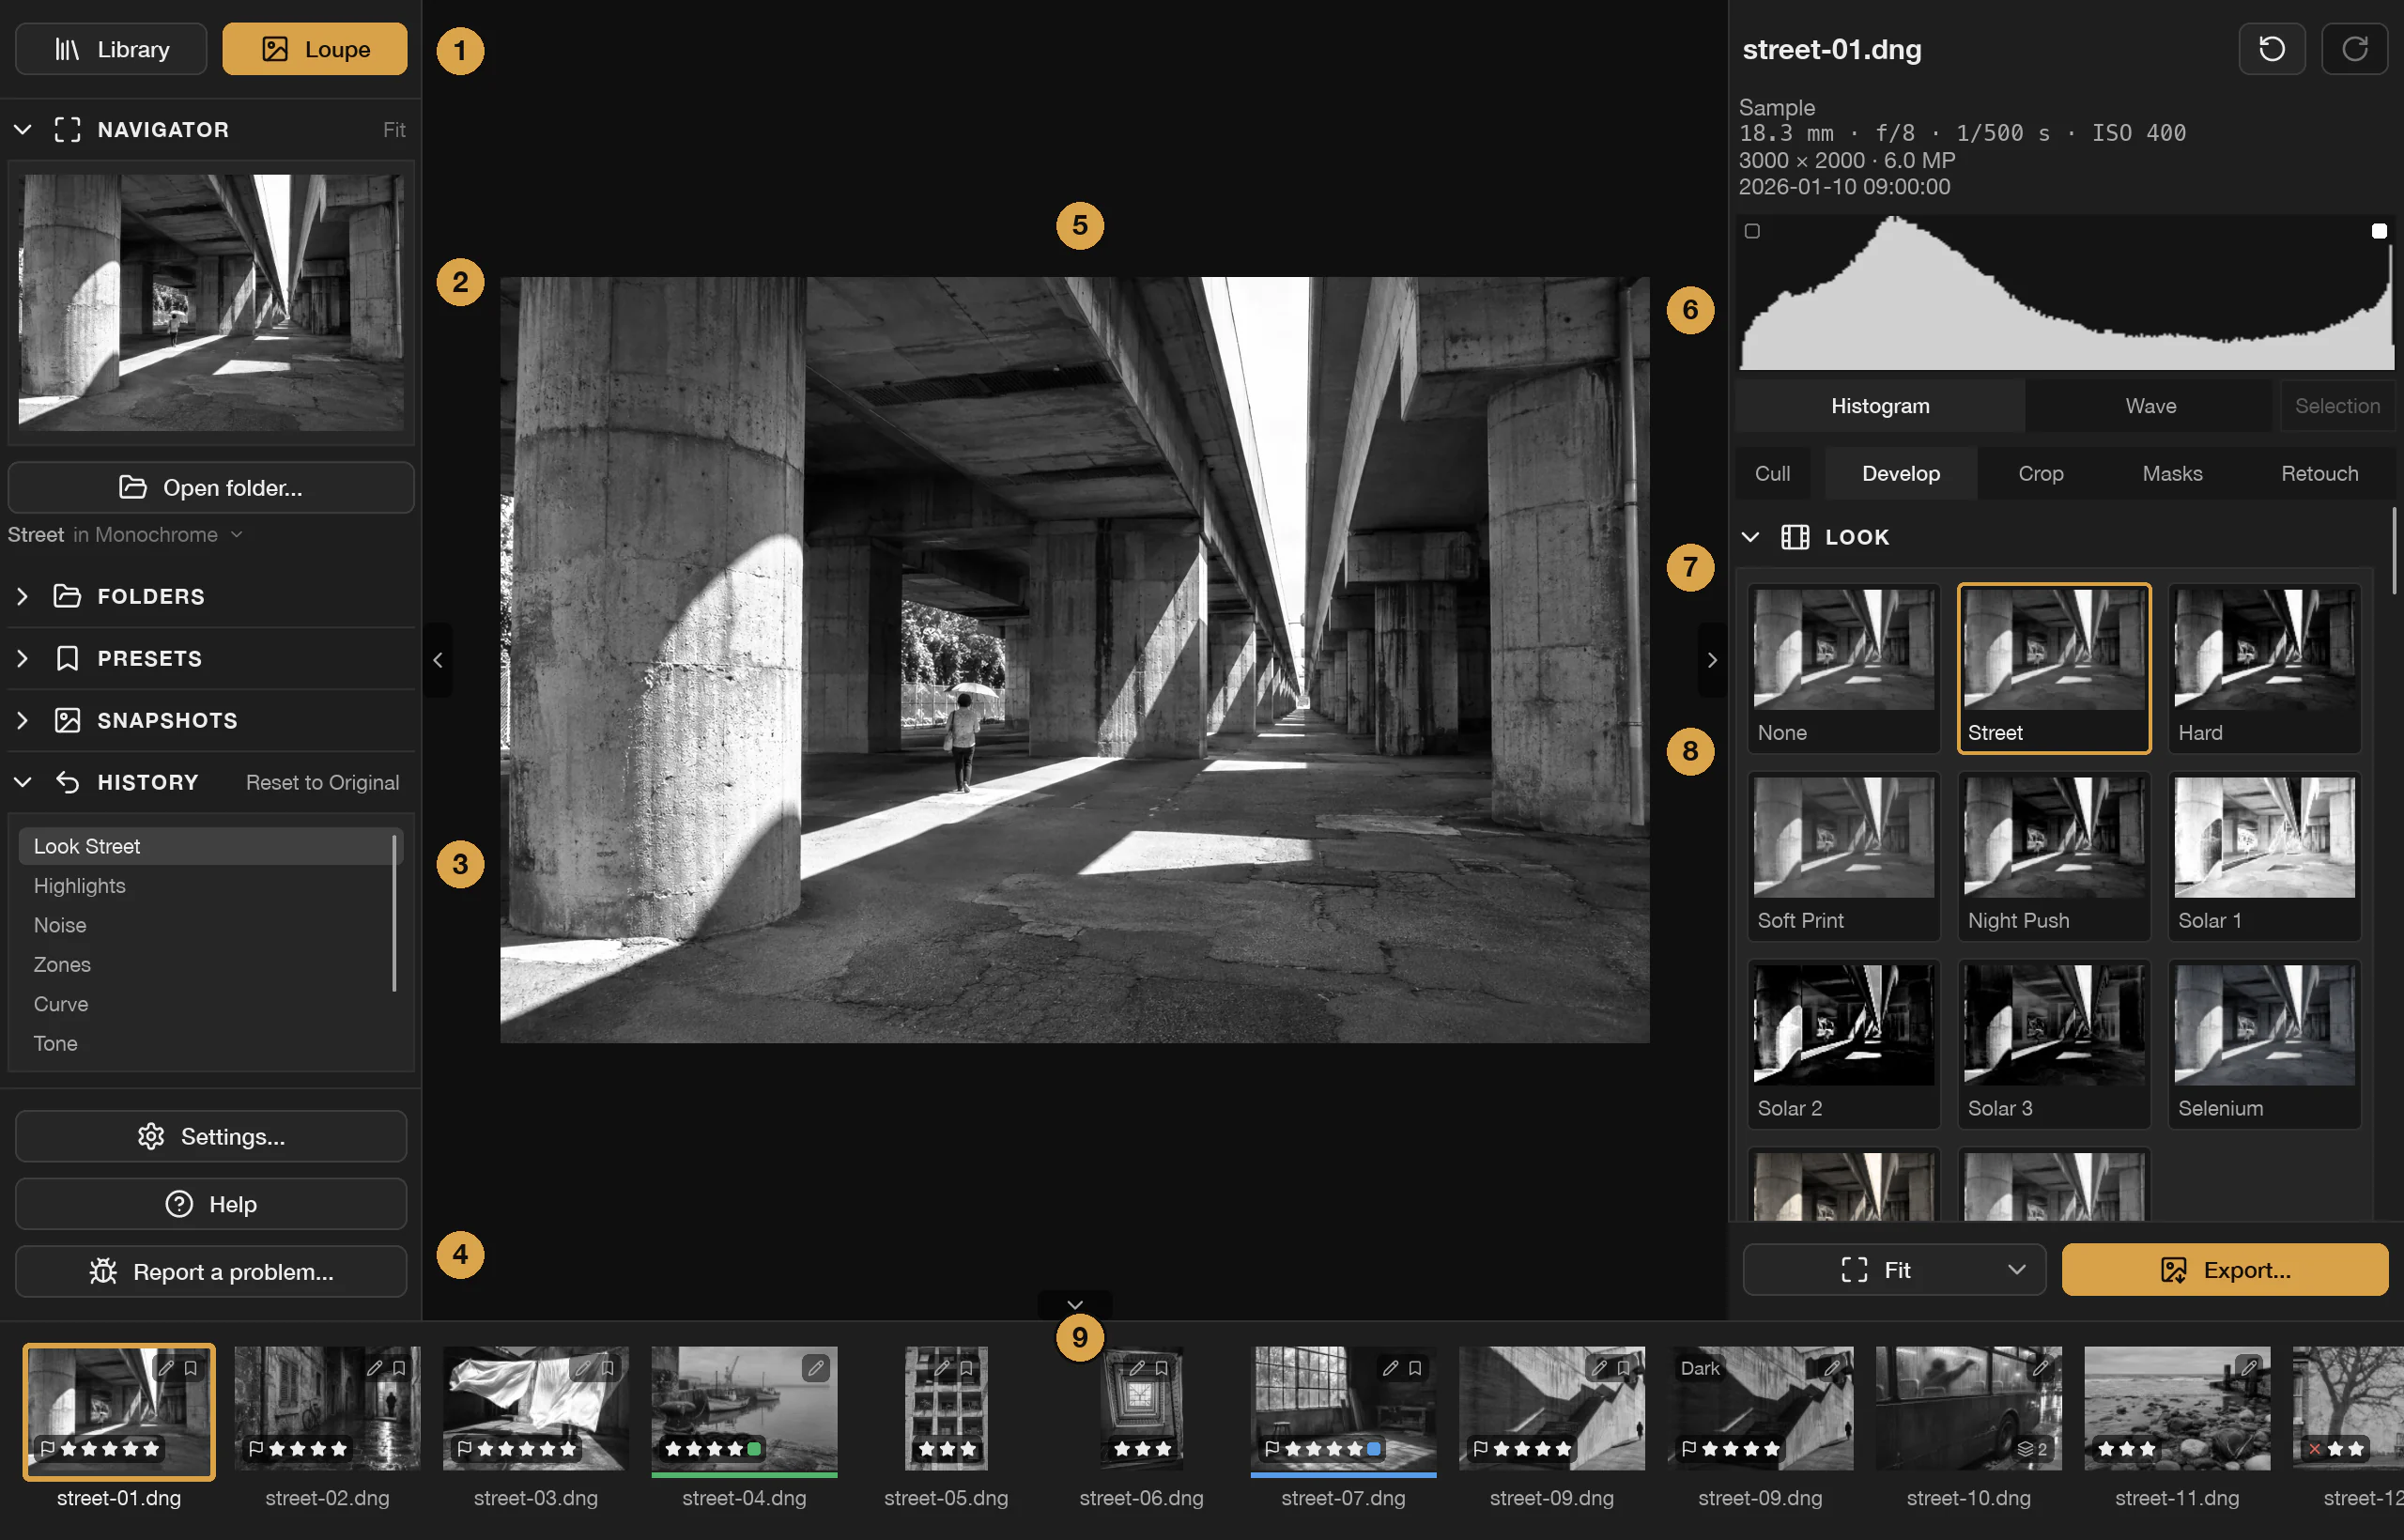 Library
Loupe
1
NAVIGATOR
Fit
2
Open folder...
Street in Monochrome
FOLDERS
PRESETS
SNAPSHOTS
HISTORY
Reset to Original
Look Street
Highlights
Noise
Zones
Curve
Tone
3
Settings...
Help
Report a problem...
4
5
street-01.dng
Sample
18.3 mm · f/8 · 1/500 s · ISO 400
3000 × 2000 · 6.0 MP
2026-01-10 09:00:00
6
Histogram
Wave
Selection
Cull
Develop
Crop
Masks
Retouch
LOOK
7
None
Street
Hard
8
Soft Print
Night Push
Solar 1
Solar 2
Solar 3
Selenium
Fit
Export...
9
Dark
2
street-01.dng
street-02.dng
street-03.dng
street-04.dng
street-05.dng
street-06.dng
street-07.dng
street-09.dng
street-09.dng
street-10.dng
street-11.dng
street-12